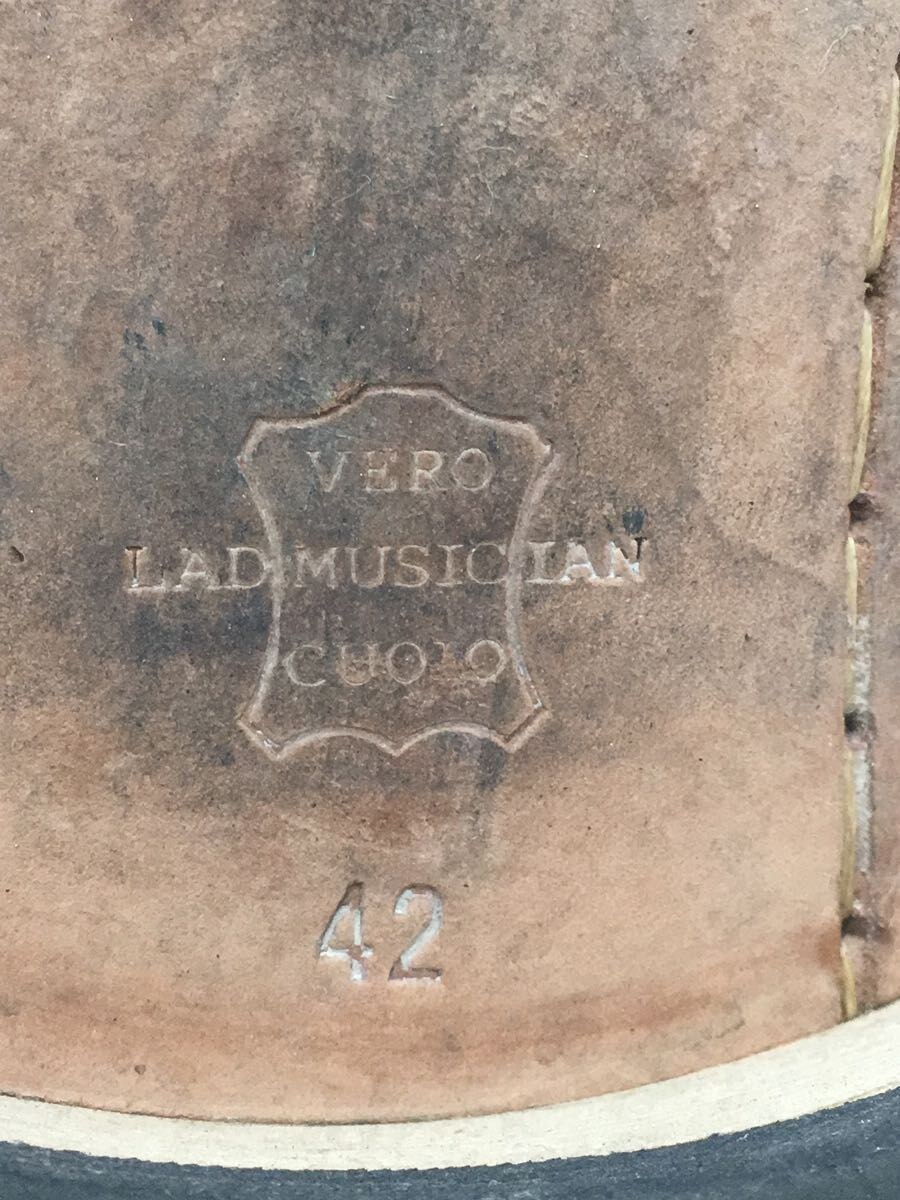 VERO
LAD MUSICIAN
CUOIO
42